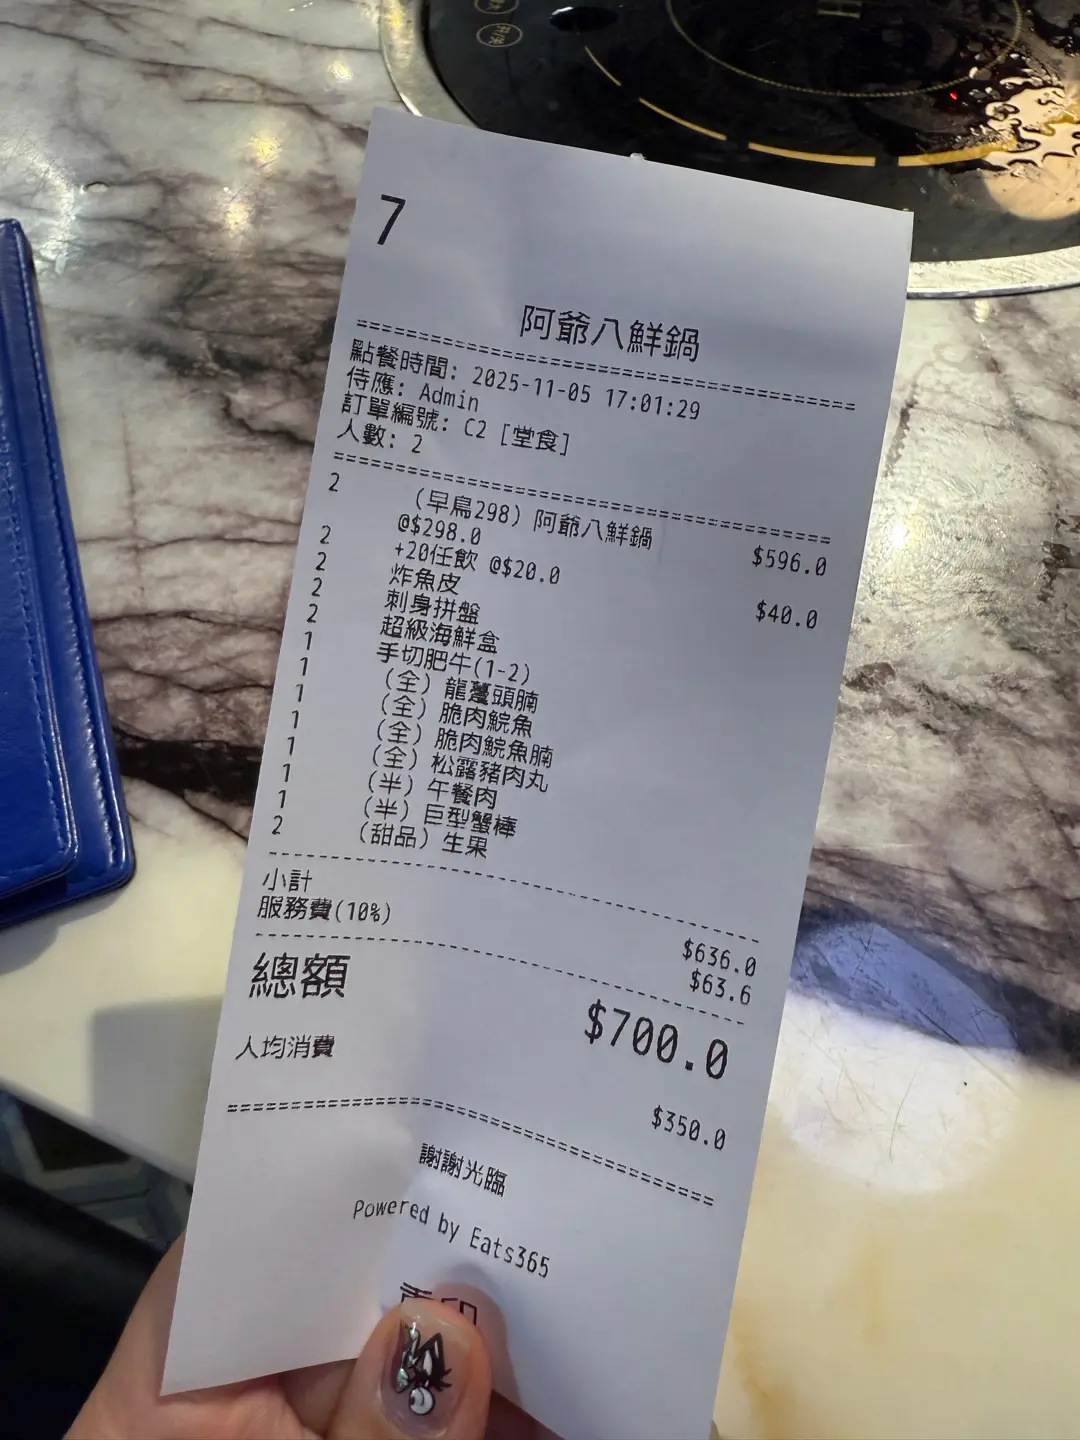 7
阿爺八鮮鍋
點餐時間: 2025-11-05 17:01:29
侍應: Admin
訂單編號: C2 [堂食]
人數: 2
2 (早鳥298) 阿爺八鮮鍋 @$298.0 $596.0
2 +20任飲 @$20.0 $40.0
2 炸魚皮
2 刺身拼盤
2 超級海鮮盒
1 手切肥牛(1-2)
1 (全) 龍躉頭腩
1 (全) 脆肉鯇魚
1 (全) 脆肉鯇魚腩
1 (全) 松露豬肉丸
1 (半) 午餐肉
1 (半) 巨型蟹棒
2 (甜品) 生果
小計 $636.0
服務費(10%) $63.6
總額 $700.0
人均消費 $350.0
謝謝光臨
Powered by Eats365